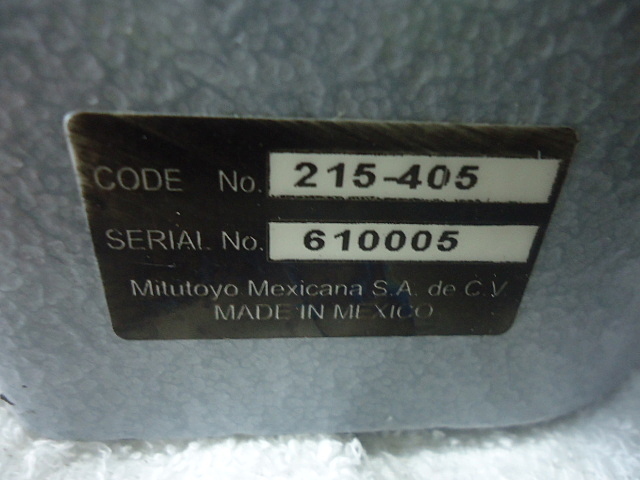 CODE No. 215-405
SERIAL No. 610005
Mitutoyo Mexicana S.A. de C.V
MADE IN MEXICO